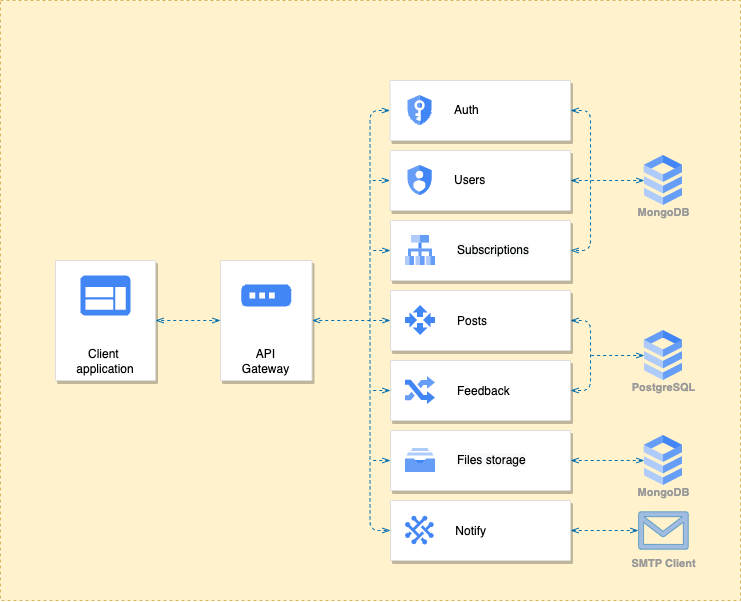 Auth
Users
MongoDB
Subscriptions
Client
application
API
Gateway
Posts
PostgreSQL
Feedback
Files storage
MongoDB
Notify
SMTP Client